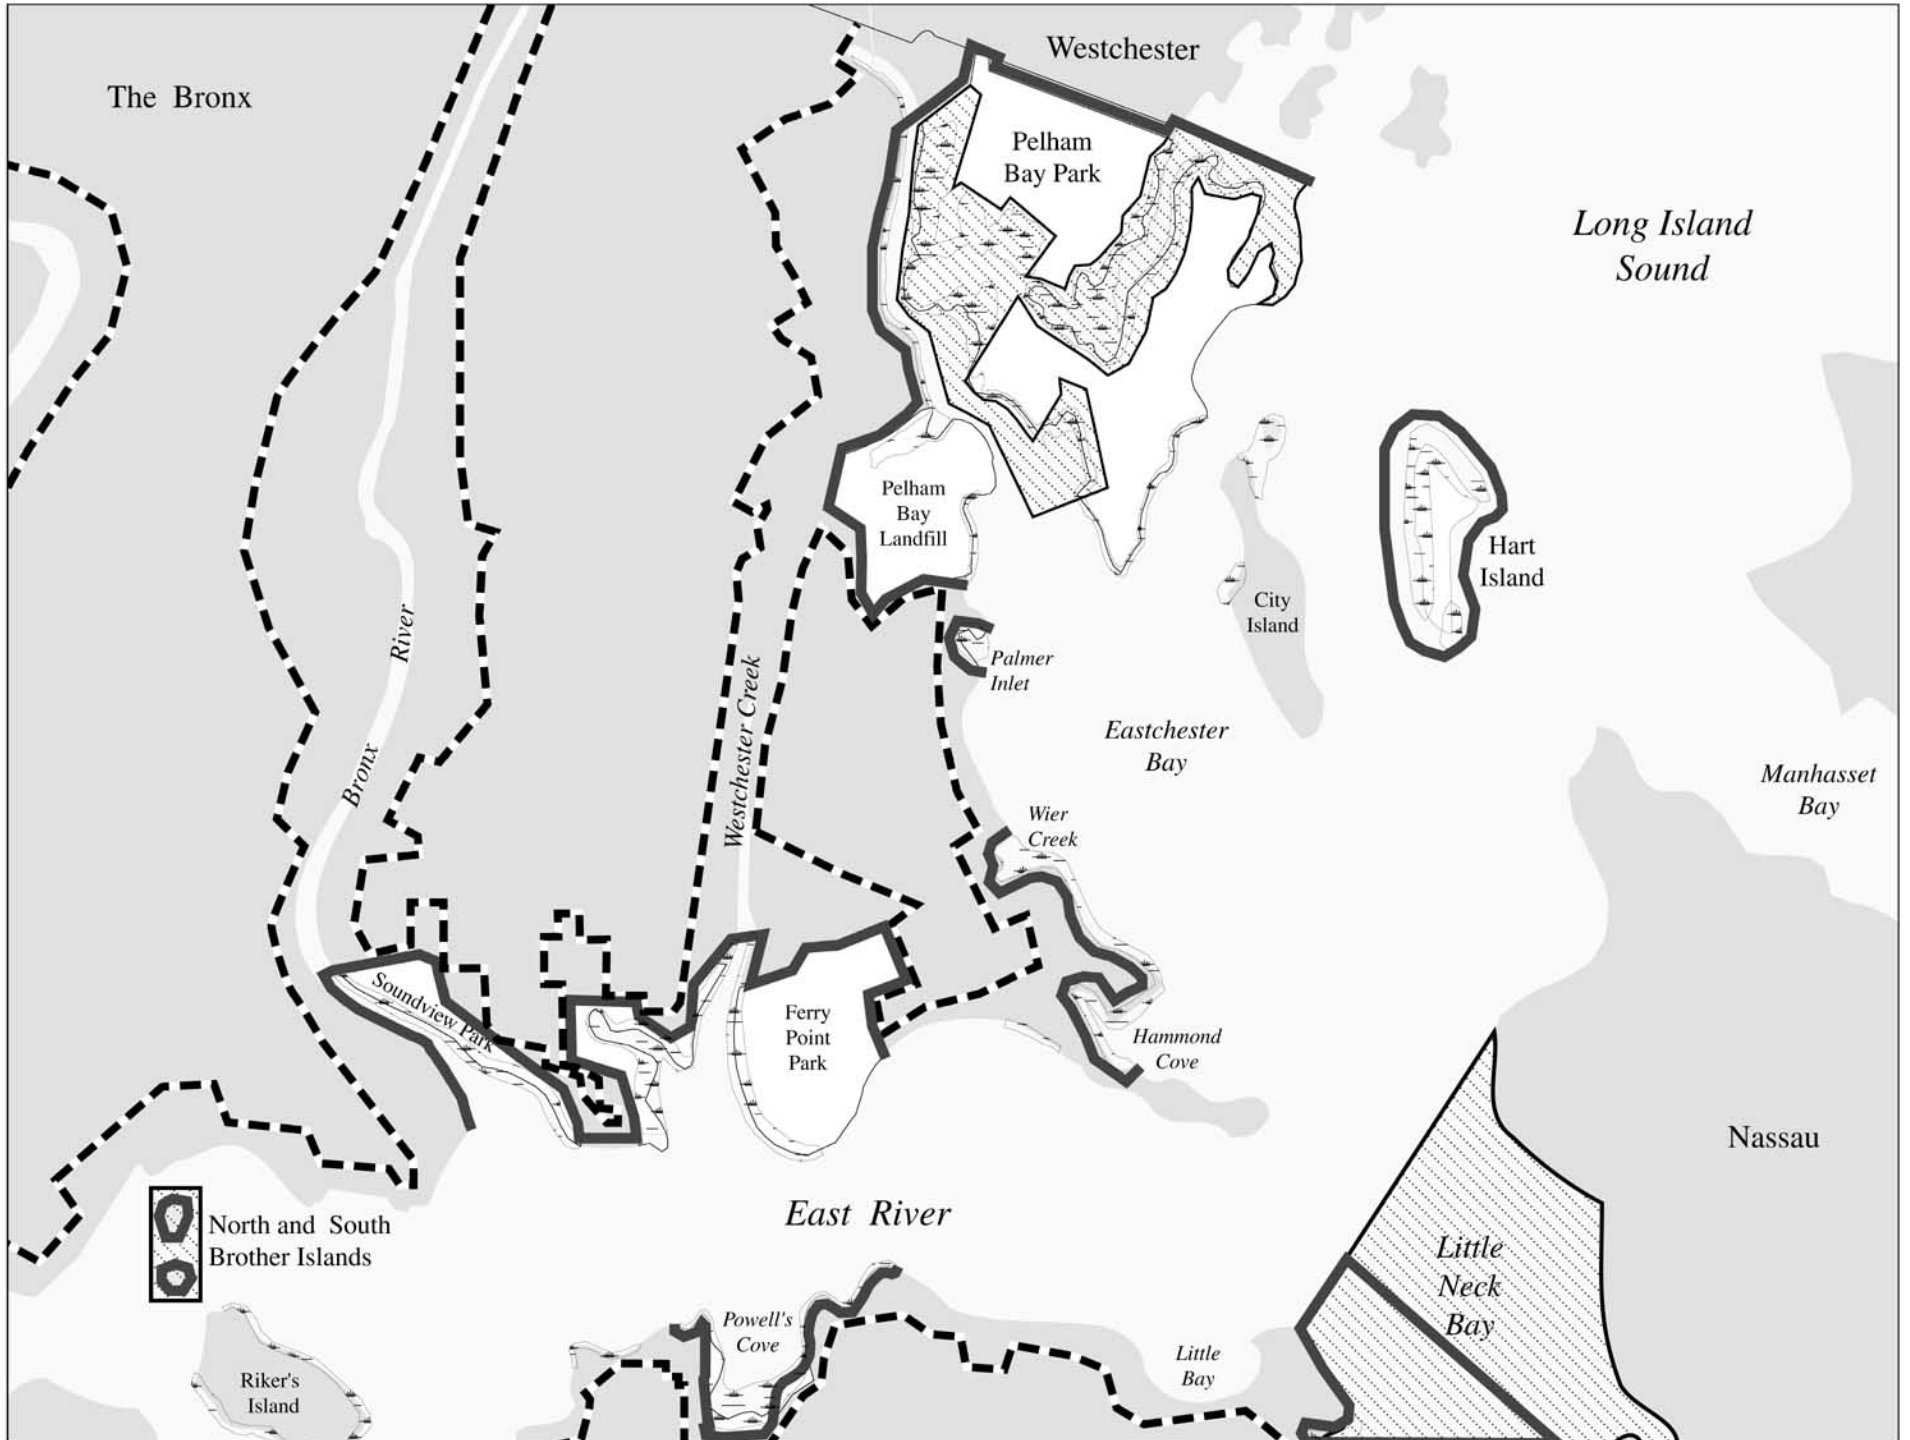 Westchester
The Bronx
Pelham
Bay Park
Long Island
Sound
Pelham
Bay
Landfill
Hart
Island
City
Island
River
Bronx
Westchester Creek
Palmer
Inlet
Eastchester
Bay
Manhasset
Bay
Wier
Creek
Soundview Park
Ferry
Point
Park
Hammond
Cove
Nassau
East River
North and South
Brother Islands
Little
Neck
Bay
Powell's
Cove
Little
Bay
Riker's
Island